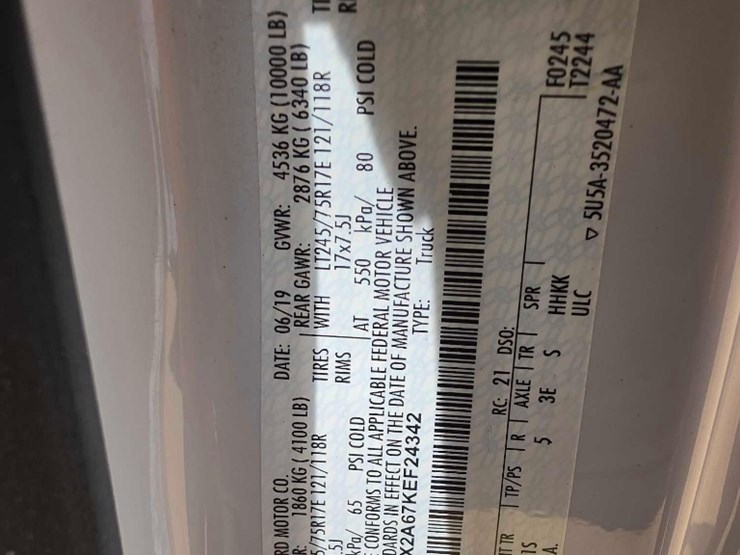 RD MOTOR CO.
DATE: 06/19 GVWR: 4536 KG (10000 LB)
R: 1860 KG ( 4100 LB) REAR GAWR: 2876 KG ( 6340 LB)
5/75R17E 121/118R TIRES WITH LT245/75R17E 121/118R
.5J RIMS 17x7.5J
kPa/ 65 PSI COLD AT 550 kPa/ 80 PSI COLD
E CONFORMS TO ALL APPLICABLE FEDERAL MOTOR VEHICLE
DARDS IN EFFECT ON THE DATE OF MANUFACTURE SHOWN ABOVE.
X2A67KEF24342 TYPE: Truck
RC: 21 DSO:
TR TP/PS R AXLE TR SPR F0245
1S 5 3E S HHKK T2244
A. ULC
▽ 5U5A-3520472-AA